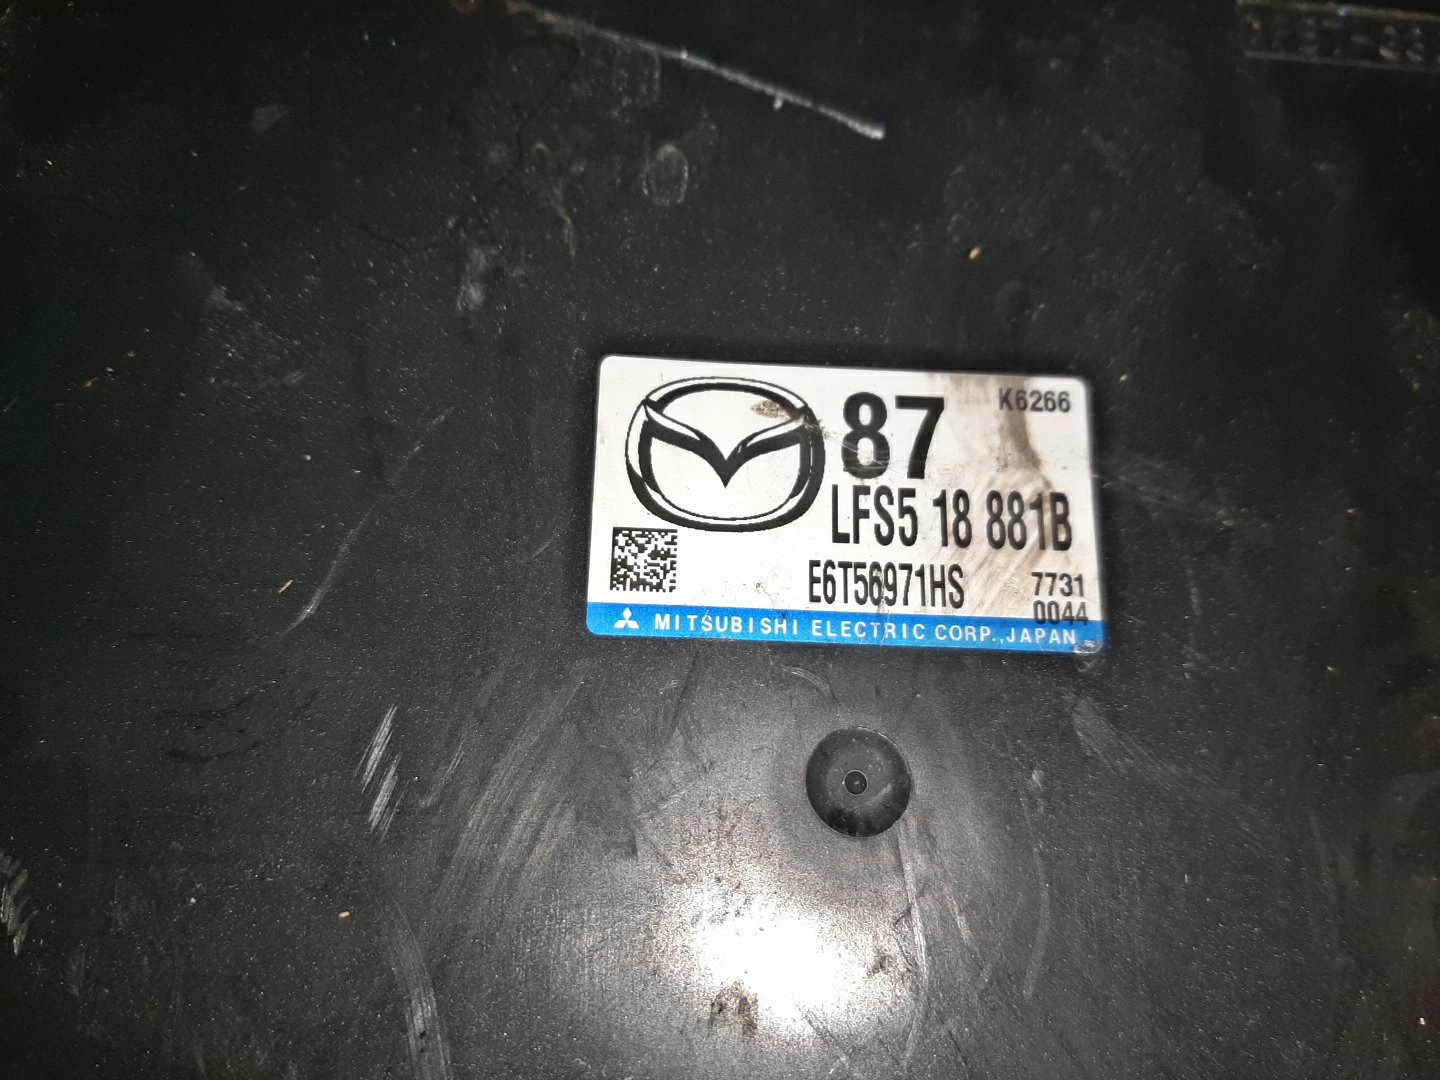 87
K6266
LFS5 18 881B
E6T56971HS
7731
0044
MITSUBISHI ELECTRIC CORP.,JAPAN